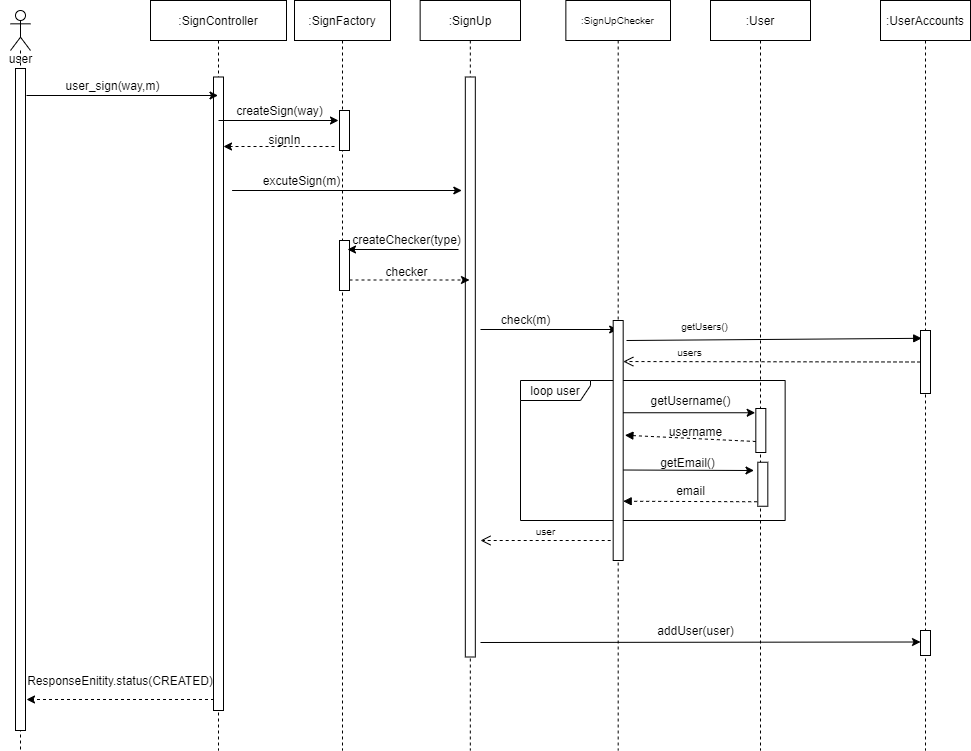 :SignController
:SignFactory
:SignUp
:SignUpChecker
:User
:UserAccounts
user
user_sign(way,m)
createSign(way)
signIn
excuteSign(m)
createChecker(type)
checker
check(m)
getUsers()
users
loop user
getUsername()
username
getEmail()
email
user
addUser(user)
ResponseEnitity.status(CREATED)